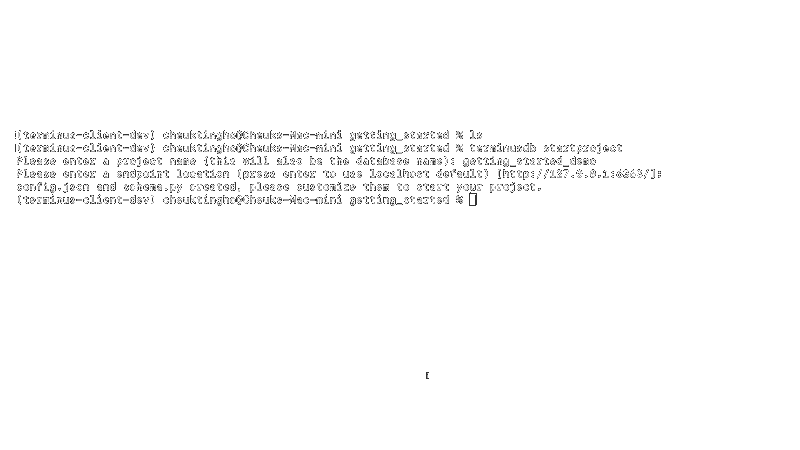 (terminus-client-dev) cheuktingho@Cheuks-Mac-mini getting_started % ls
(terminus-client-dev) cheuktingho@Cheuks-Mac-mini getting_started % terminusdb startproject
Please enter a project name (this will also be the database name): getting_started_demo
Please enter a endpoint location (press enter to use localhost default) [http://127.0.0.1:6363/]:
config.json and schema.py created, please customize them to start your project.
(terminus-client-dev) cheuktingho@Cheuks-Mac-mini getting_started %